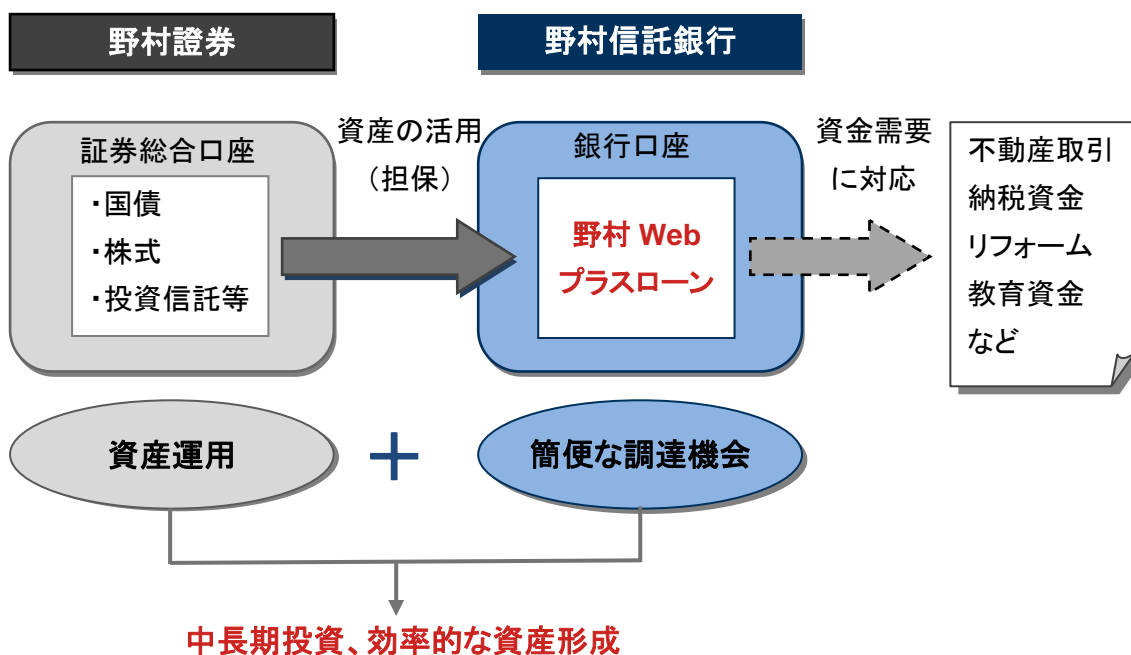 野村證券
野村信託銀行
証券総合口座
・国債
・株式
・投資信託等
資産の活用
（担保）
銀行口座
野村 Web
プラスローン
資金需要
に対応
不動産取引
納税資金
リフォーム
教育資金
など
資産運用
＋
簡便な調達機会
中長期投資、効率的な資産形成